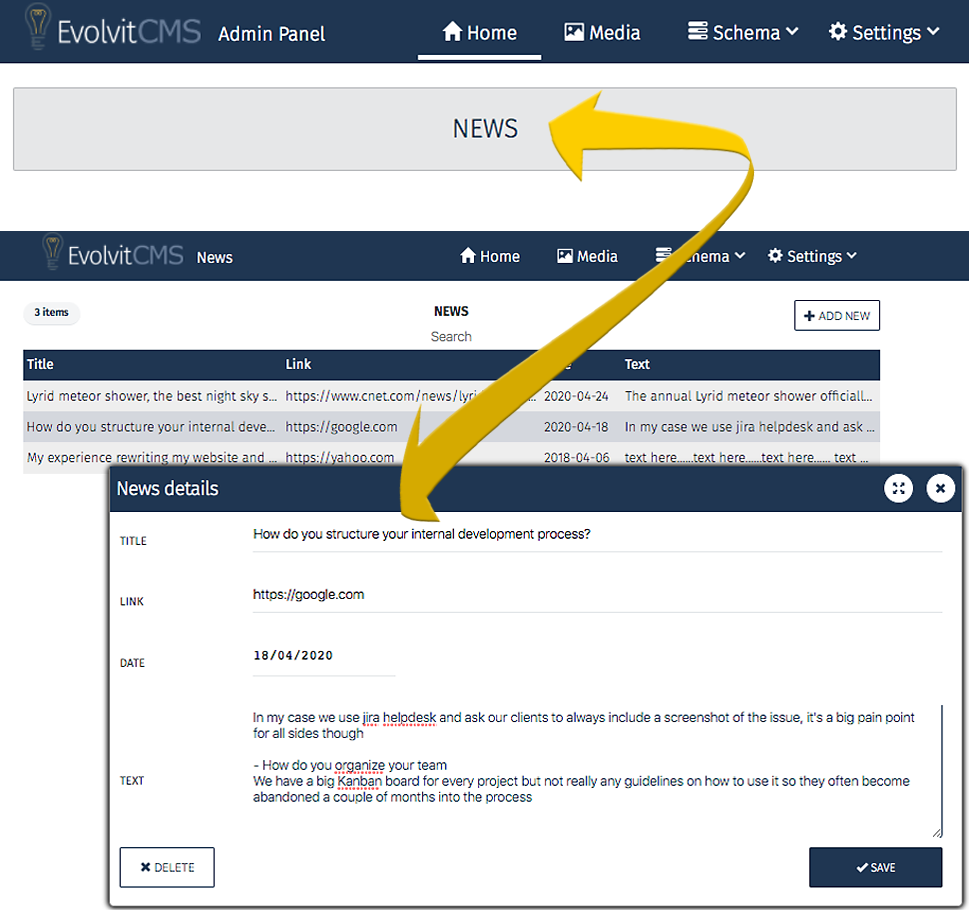 EvolvitCMS Admin Panel Home Media Schema Settings
NEWS
EvolvitCMS News Home Media Schema Settings
3 items NEWS ADD NEW
Search
Title Link Text
Lyrid meteor shower, the best night sky s... https://www.cnet.com/news/lyri ... 2020-04-24 The annual Lyrid meteor shower officiall...
How do you structure your internal deve... https://google.com 2020-04-18 In my case we use jira helpdesk and ask ...
My experience rewriting my website and ... https://yahoo.com 2018-04-06 text here......text here......text here...... text ...
News details
TITLE How do you structure your internal development process?
LINK https://google.com
DATE 18/04/2020
In my case we use jira helpdesk and ask our clients to always include a screenshot of the issue, it's a big pain point
for all sides though
- How do you organize your team
TEXT We have a big Kanban board for every project but not really any guidelines on how to use it so they often become
abandoned a couple of months into the process
DELETE SAVE